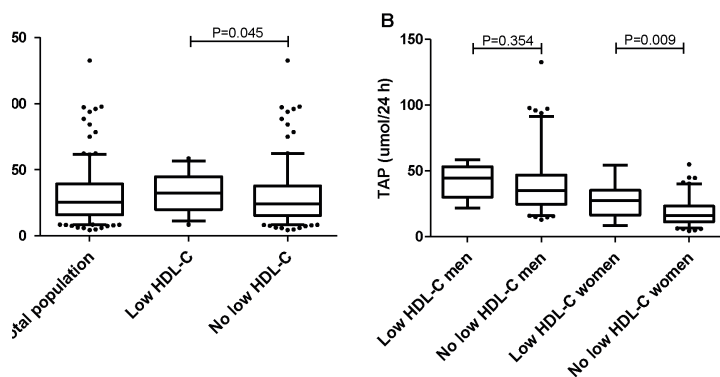 50
00
50
0
P=0.045
otal population
Low HDL-C
No low HDL-C
B
TAP (umol/24 h)
150
100
50
0
P=0.354
P=0.009
Low HDL-C men
No low HDL-C men
Low HDL-C women
No low HDL-C women